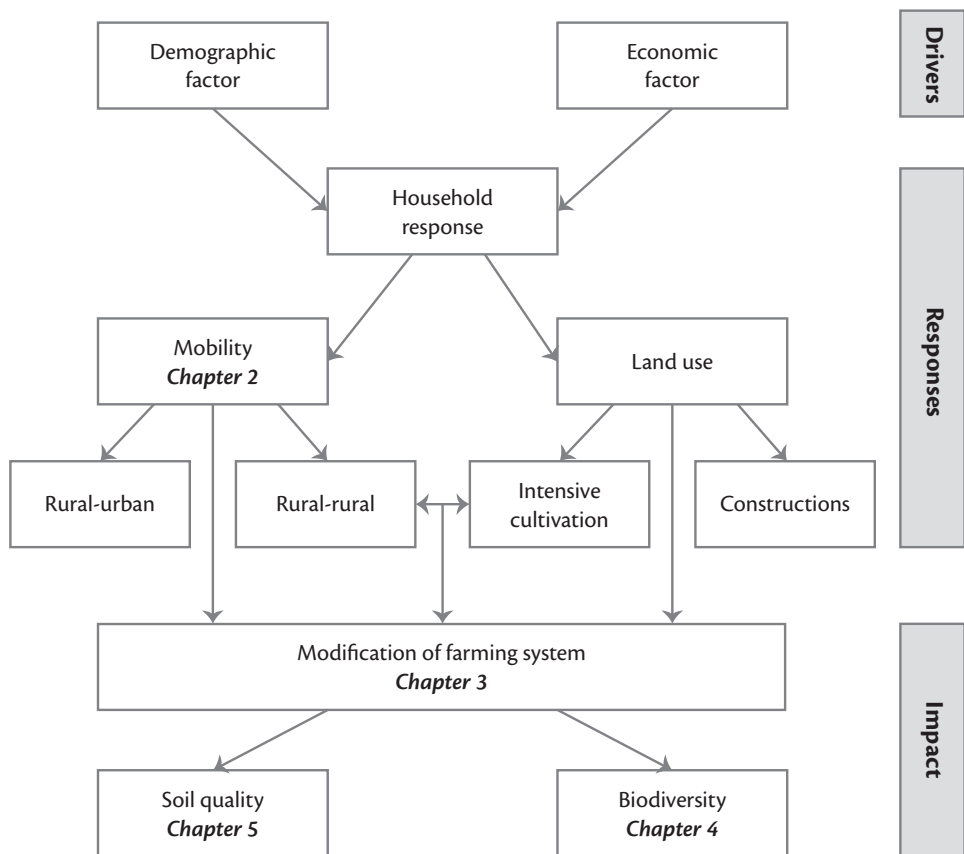 Demographic
factor
Economic
factor
Drivers
Household
response
Mobility
Chapter 2
Land use
Responses
Rural-urban
Rural-rural
Intensive
cultivation
Constructions
Modification of farming system
Chapter 3
Impact
Soil quality
Chapter 5
Biodiversity
Chapter 4